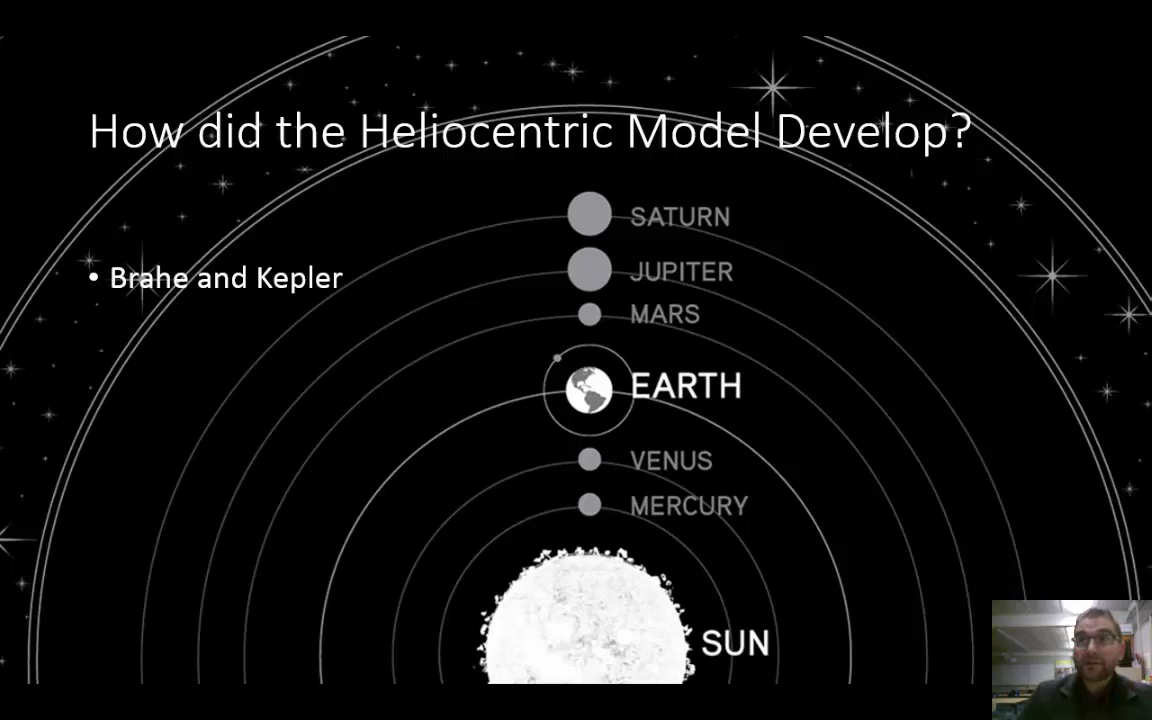 How did the Heliocentric Model Develop?
SATURN
• Brahe and Kepler
JUPITER
MARS
EARTH
VENUS
MERCURY
SUN